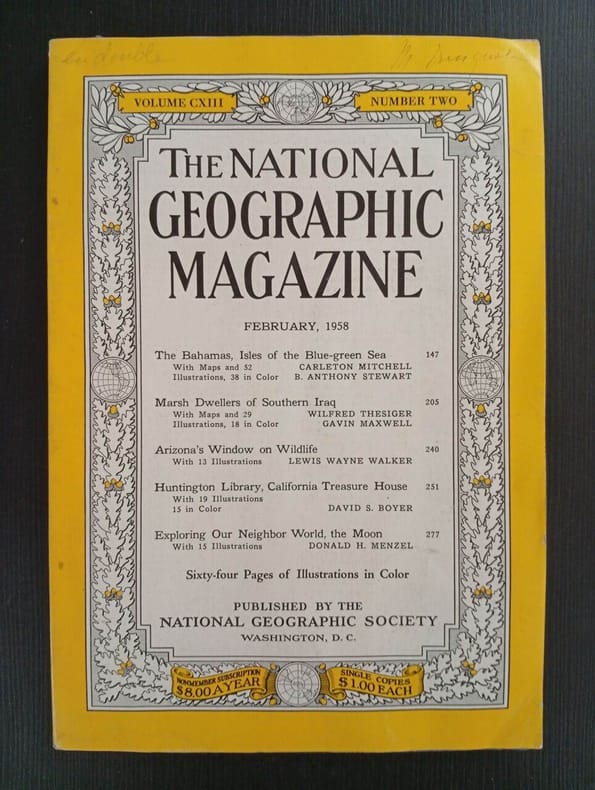 en double
VOLUME CXIII NUMBER TWO
THE NATIONAL
GEOGRAPHIC
MAGAZINE
FEBRUARY, 1958
The Bahamas, Isles of the Blue-green Sea 147
With Maps and 52 CARLETON MITCHELL
Illustrations, 38 in Color B. ANTHONY STEWART
Marsh Dwellers of Southern Iraq 205
With Maps and 29 WILFRED THESIGER
Illustrations, 18 in Color GAVIN MAXWELL
Arizona's Window on Wildlife 240
With 13 Illustrations LEWIS WAYNE WALKER
Huntington Library, California Treasure House 251
With 19 Illustrations
15 in Color DAVID S. BOYER
Exploring Our Neighbor World, the Moon 277
With 15 Illustrations DONALD H. MENZEL
Sixty-four Pages of Illustrations in Color
PUBLISHED BY THE
NATIONAL GEOGRAPHIC SOCIETY
WASHINGTON, D. C.
NONMEMBER SUBSCRIPTION SINGLE COPIES
$8.00 A YEAR $1.00 EACH